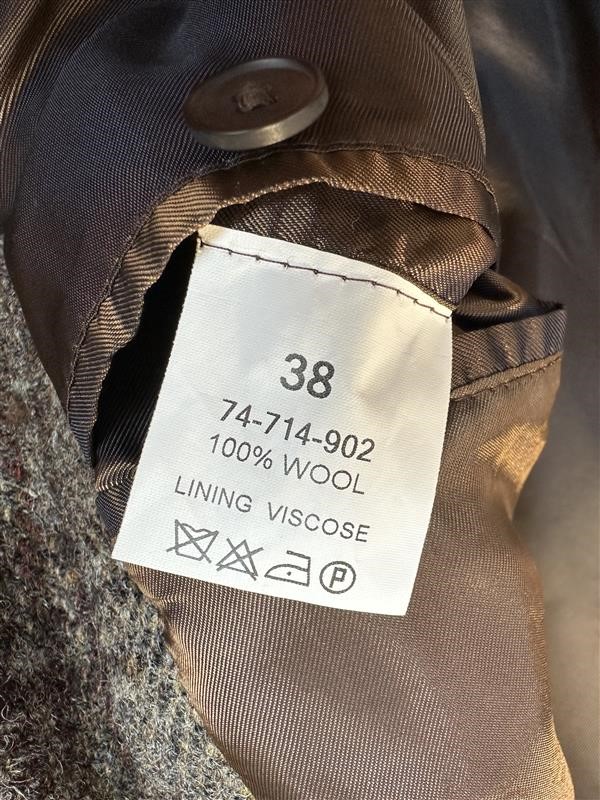 38
74-714-902
100% WOOL
LINING VISCOSE
P